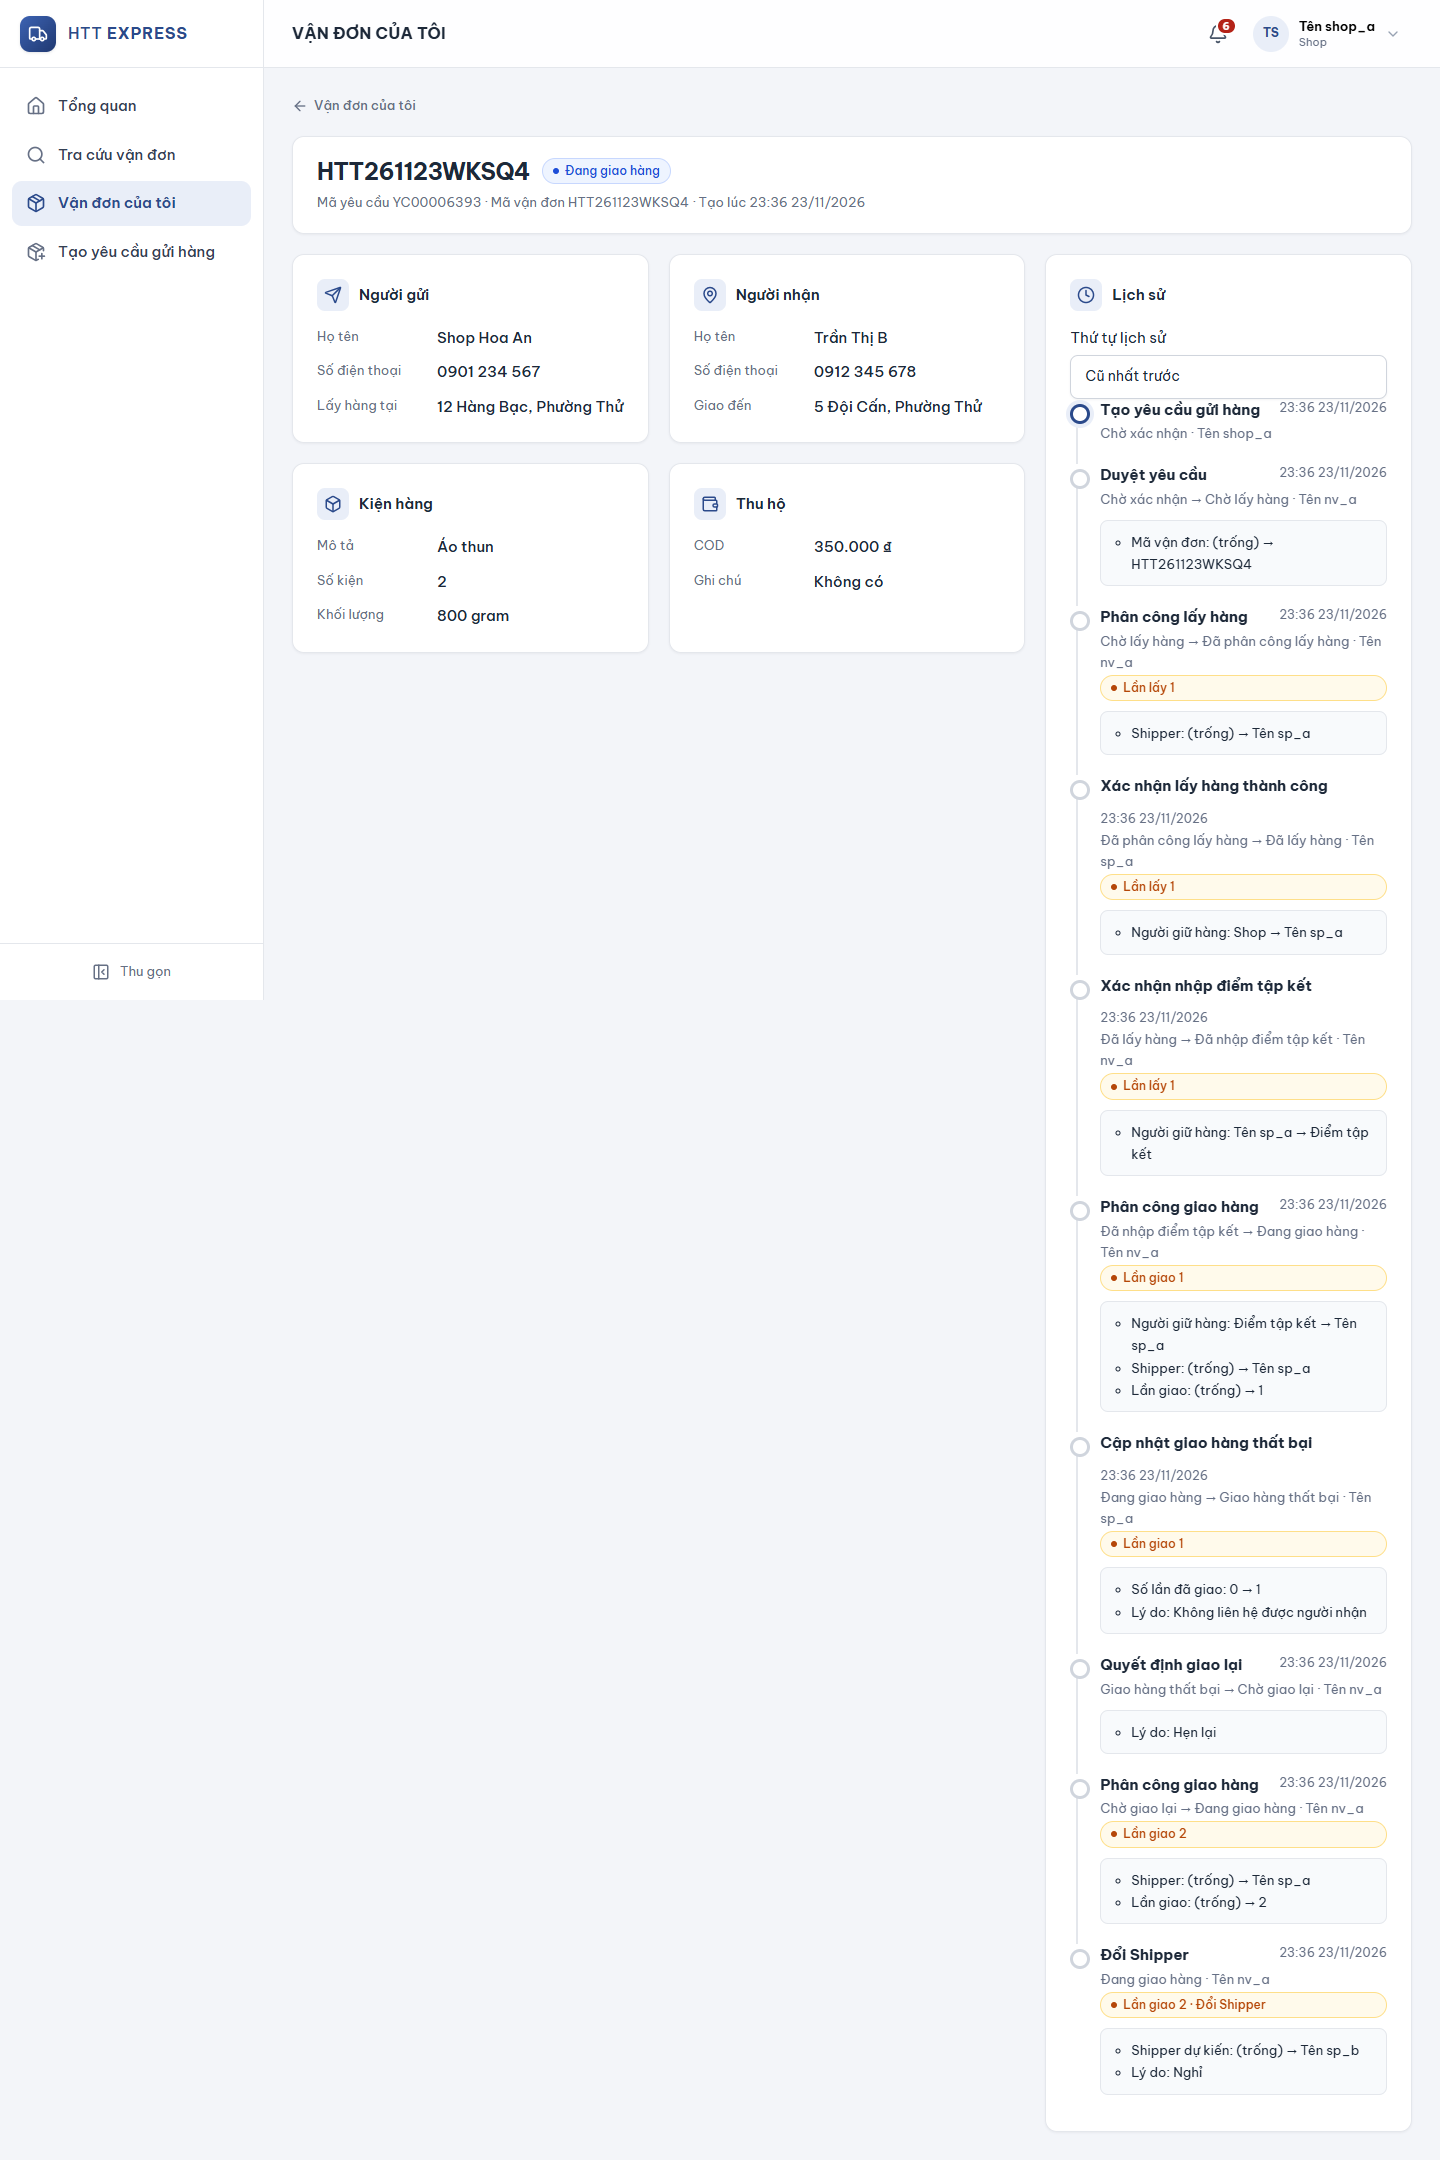 HTT EXPRESS
VẬN ĐƠN CỦA TÔI
6
TS
Tên shop_a
Shop
Tổng quan
Tra cứu vận đơn
Vận đơn của tôi
Tạo yêu cầu gửi hàng
Thu gọn
Vận đơn của tôi
HTT261123WKSQ4
Đang giao hàng
Mã yêu cầu YC00006393 · Mã vận đơn HTT261123WKSQ4 · Tạo lúc 23:36 23/11/2026
Người gửi
Họ tên Shop Hoa An
Số điện thoại 0901 234 567
Lấy hàng tại 12 Hàng Bạc, Phường Thử
Người nhận
Họ tên Trần Thị B
Số điện thoại 0912 345 678
Giao đến 5 Đội Cấn, Phường Thử
Kiện hàng
Mô tả Áo thun
Số kiện 2
Khối lượng 800 gram
Thu hộ
COD 350.000 ₫
Ghi chú Không có
Lịch sử
Thứ tự lịch sử
Cũ nhất trước
Tạo yêu cầu gửi hàng 23:36 23/11/2026
Chờ xác nhận · Tên shop_a
Duyệt yêu cầu 23:36 23/11/2026
Chờ xác nhận → Chờ lấy hàng · Tên nv_a
Mã vận đơn: (trống) →
HTT261123WKSQ4
Phân công lấy hàng 23:36 23/11/2026
Chờ lấy hàng → Đã phân công lấy hàng · Tên
nv_a
Lần lấy 1
Shipper: (trống) → Tên sp_a
Xác nhận lấy hàng thành công
23:36 23/11/2026
Đã phân công lấy hàng → Đã lấy hàng · Tên
sp_a
Lần lấy 1
Người giữ hàng: Shop → Tên sp_a
Xác nhận nhập điểm tập kết
23:36 23/11/2026
Đã lấy hàng → Đã nhập điểm tập kết · Tên
nv_a
Lần lấy 1
Người giữ hàng: Tên sp_a → Điểm tập
kết
Phân công giao hàng 23:36 23/11/2026
Đã nhập điểm tập kết → Đang giao hàng ·
Tên nv_a
Lần giao 1
Người giữ hàng: Điểm tập kết → Tên
sp_a
Shipper: (trống) → Tên sp_a
Lần giao: (trống) → 1
Cập nhật giao hàng thất bại
23:36 23/11/2026
Đang giao hàng → Giao hàng thất bại · Tên
sp_a
Lần giao 1
Số lần đã giao: 0 → 1
Lý do: Không liên hệ được người nhận
Quyết định giao lại 23:36 23/11/2026
Giao hàng thất bại → Chờ giao lại · Tên nv_a
Lý do: Hẹn lại
Phân công giao hàng 23:36 23/11/2026
Chờ giao lại → Đang giao hàng · Tên nv_a
Lần giao 2
Shipper: (trống) → Tên sp_a
Lần giao: (trống) → 2
Đổi Shipper 23:36 23/11/2026
Đang giao hàng · Tên nv_a
Lần giao 2 · Đổi Shipper
Shipper dự kiến: (trống) → Tên sp_b
Lý do: Nghỉ